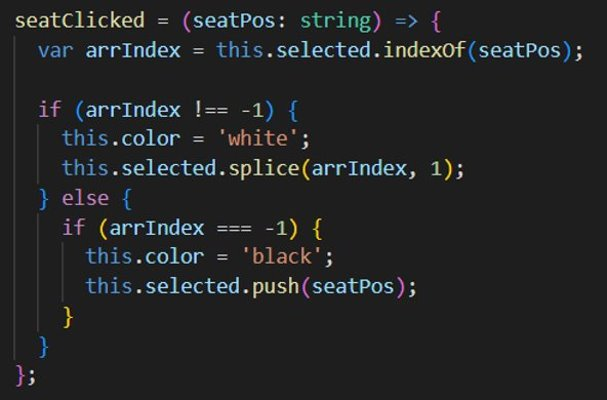 seatClicked = (seatPos: string) => {
var arrIndex = this.selected.indexOf(seatPos);
if (arrIndex !== -1) {
this.color = 'white';
this.selected.splice(arrIndex, 1);
} else {
if (arrIndex === -1) {
this.color = 'black';
this.selected.push(seatPos);
}
}
};